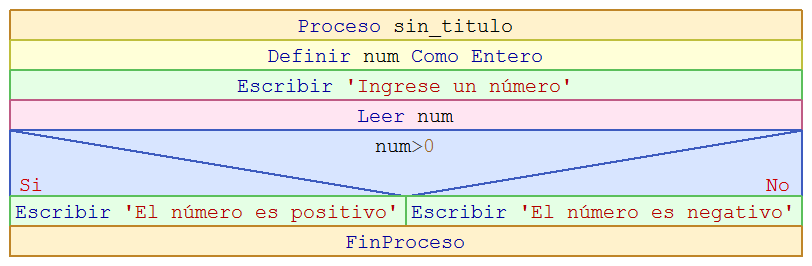 Proceso sin_titulo
Definir num Como Entero
Escribir 'Ingrese un número'
Leer num
num>0
Si No
Escribir 'El número es positivo' Escribir 'El número es negativo'
FinProceso